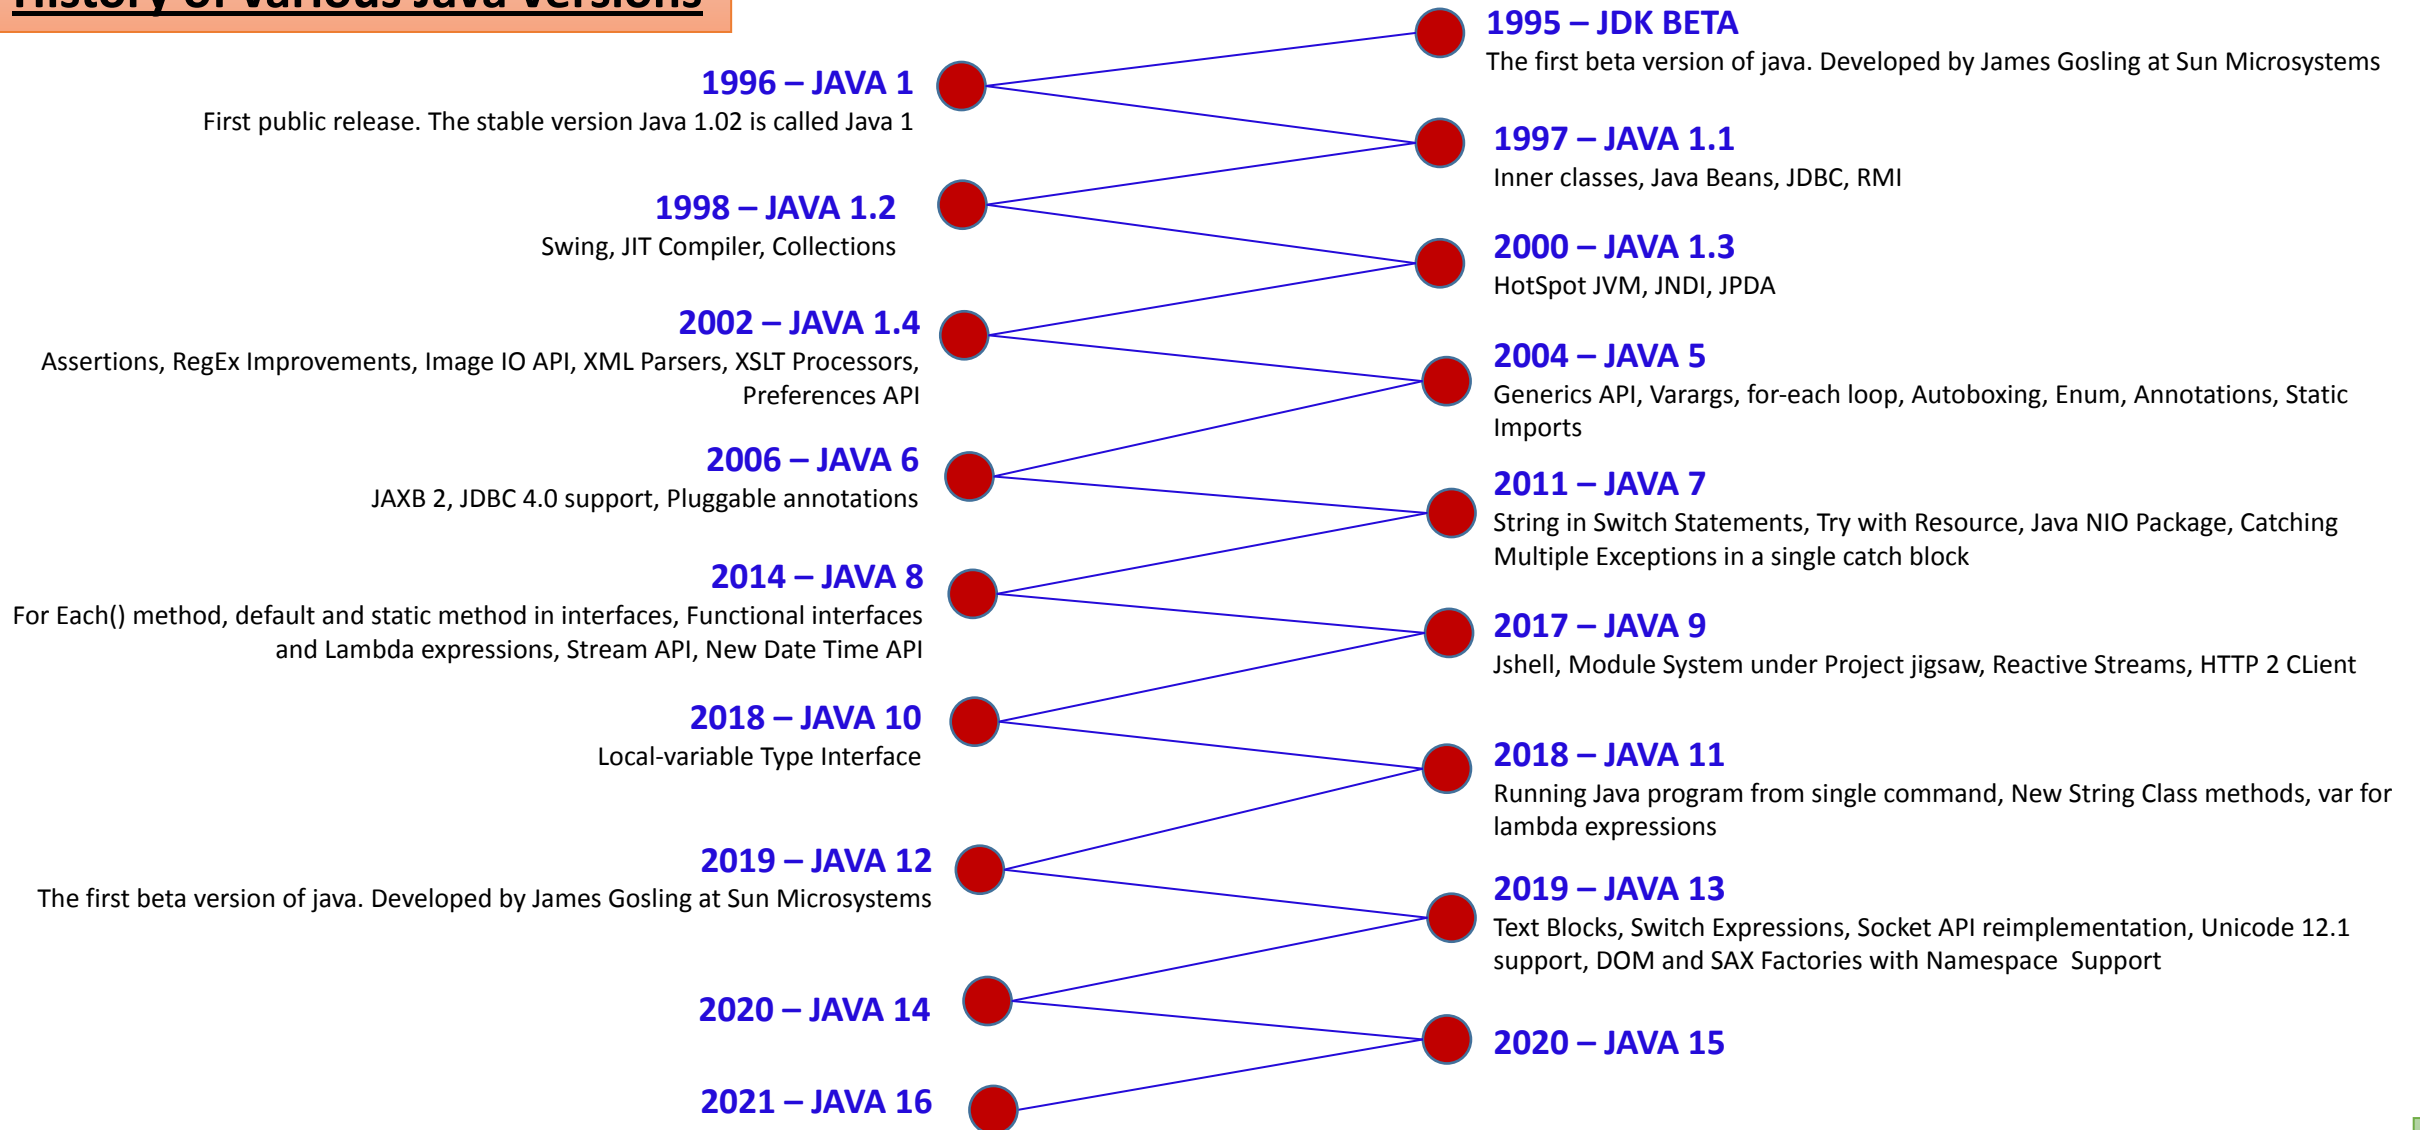 History of various Java versions
1995 – JDK BETA
The first beta version of java. Developed by James Gosling at Sun Microsystems
1996 – JAVA 1
First public release. The stable version Java 1.02 is called Java 1
1997 – JAVA 1.1
Inner classes, Java Beans, JDBC, RMI
1998 – JAVA 1.2
Swing, JIT Compiler, Collections
2000 – JAVA 1.3
HotSpot JVM, JNDI, JPDA
2002 – JAVA 1.4
Assertions, RegEx Improvements, Image IO API, XML Parsers, XSLT Processors,
Preferences API
2004 – JAVA 5
Generics API, Varargs, for-each loop, Autoboxing, Enum, Annotations, Static
Imports
2006 – JAVA 6
JAXB 2, JDBC 4.0 support, Pluggable annotations
2011 – JAVA 7
String in Switch Statements, Try with Resource, Java NIO Package, Catching
Multiple Exceptions in a single catch block
2014 – JAVA 8
For Each() method, default and static method in interfaces, Functional interfaces
and Lambda expressions, Stream API, New Date Time API
2017 – JAVA 9
Jshell, Module System under Project jigsaw, Reactive Streams, HTTP 2 CLient
2018 – JAVA 10
Local-variable Type Interface
2018 – JAVA 11
Running Java program from single command, New String Class methods, var for
lambda expressions
2019 – JAVA 12
The first beta version of java. Developed by James Gosling at Sun Microsystems
2019 – JAVA 13
Text Blocks, Switch Expressions, Socket API reimplementation, Unicode 12.1
support, DOM and SAX Factories with Namespace  Support
2020 – JAVA 14
2020 – JAVA 15
2021 – JAVA 16